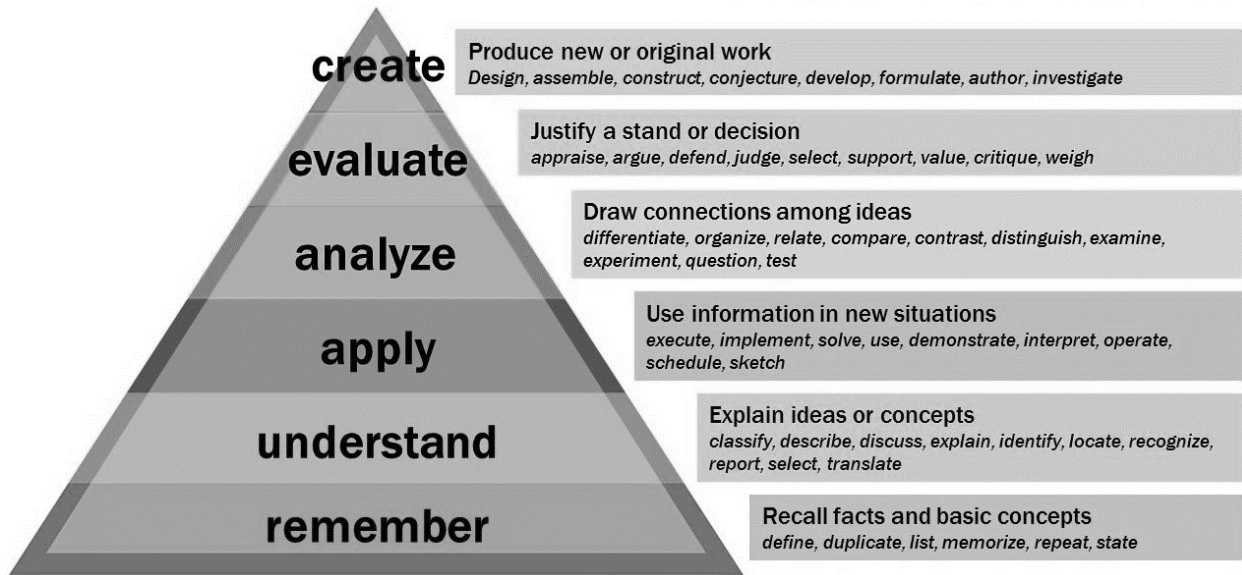 create
Produce new or original work
Design, assemble, construct, conjecture, develop, formulate, author, investigate
evaluate
Justify a stand or decision
appraise, argue, defend, judge, select, support, value, critique, weigh
analyze
Draw connections among ideas
differentiate, organize, relate, compare, contrast, distinguish, examine,
experiment, question, test
apply
Use information in new situations
execute, implement, solve, use, demonstrate, interpret, operate,
schedule, sketch
understand
Explain ideas or concepts
classify, describe, discuss, explain, identify, locate, recognize,
report, select, translate
remember
Recall facts and basic concepts
define, duplicate, list, memorize, repeat, state